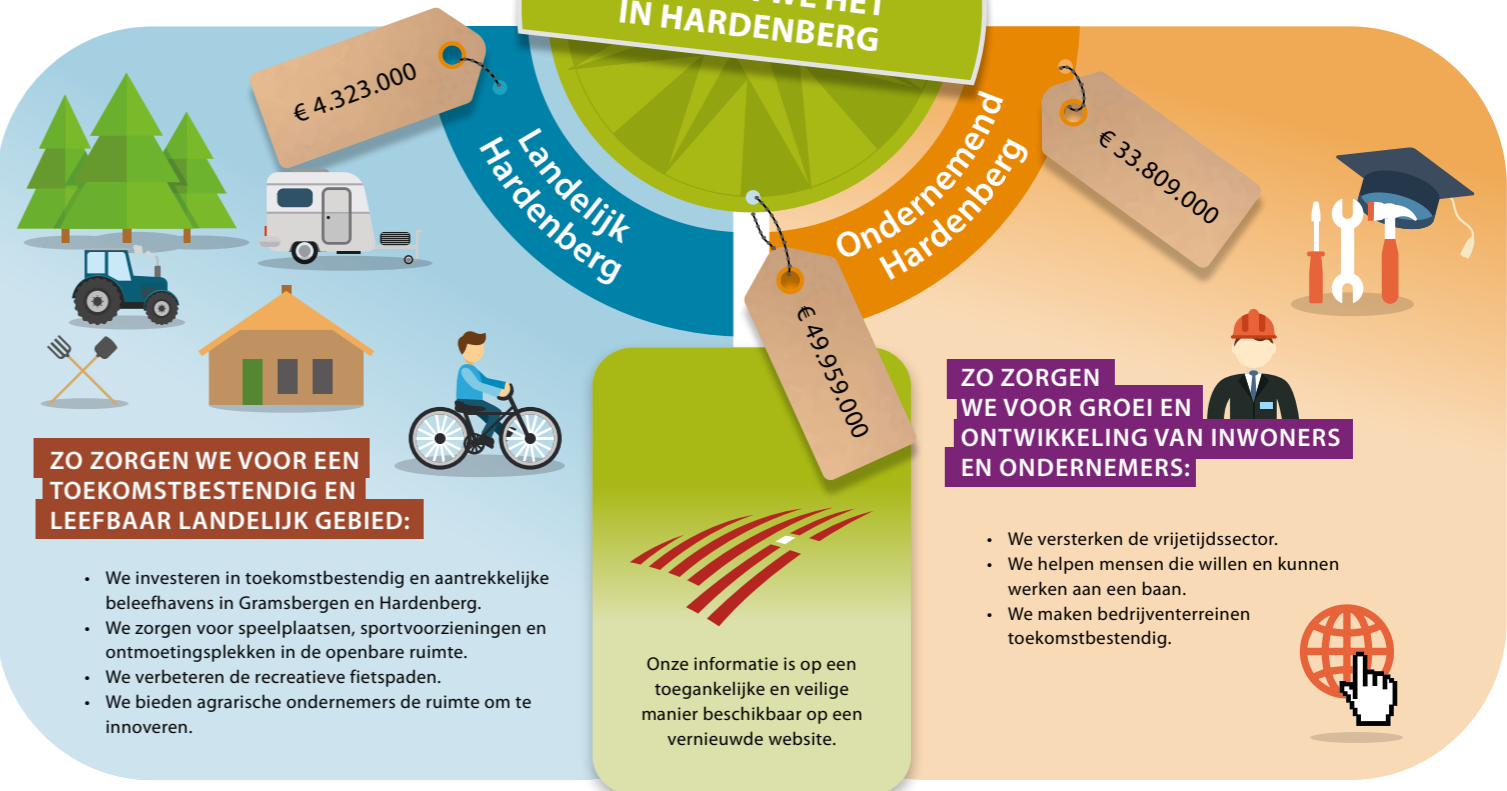 WE HET
IN HARDENBERG
€ 4.323.000
Landelijk
Hardenberg
Ondernemend
Hardenberg
€ 33.809.000
€ 49.959.000
ZO ZORGEN WE VOOR EEN
TOEKOMSTBESTENDIG EN
LEEFBAAR LANDELIJK GEBIED:
• We investeren in toekomstbestendig en aantrekkelijke
beleefhavens in Gramsbergen en Hardenberg.
• We zorgen voor speelplaatsen, sportvoorzieningen en
ontmoetingsplekken in de openbare ruimte.
• We verbeteren de recreatieve fietspaden.
• We bieden agrarische ondernemers de ruimte om te
innoveren.
Onze informatie is op een
toegankelijke en veilige
manier beschikbaar op een
vernieuwde website.
ZO ZORGEN
WE VOOR GROEI EN
ONTWIKKELING VAN INWONERS
EN ONDERNEMERS:
• We versterken de vrijetijdssector.
• We helpen mensen die willen en kunnen
werken aan een baan.
• We maken bedrijventerreinen
toekomstbestendig.